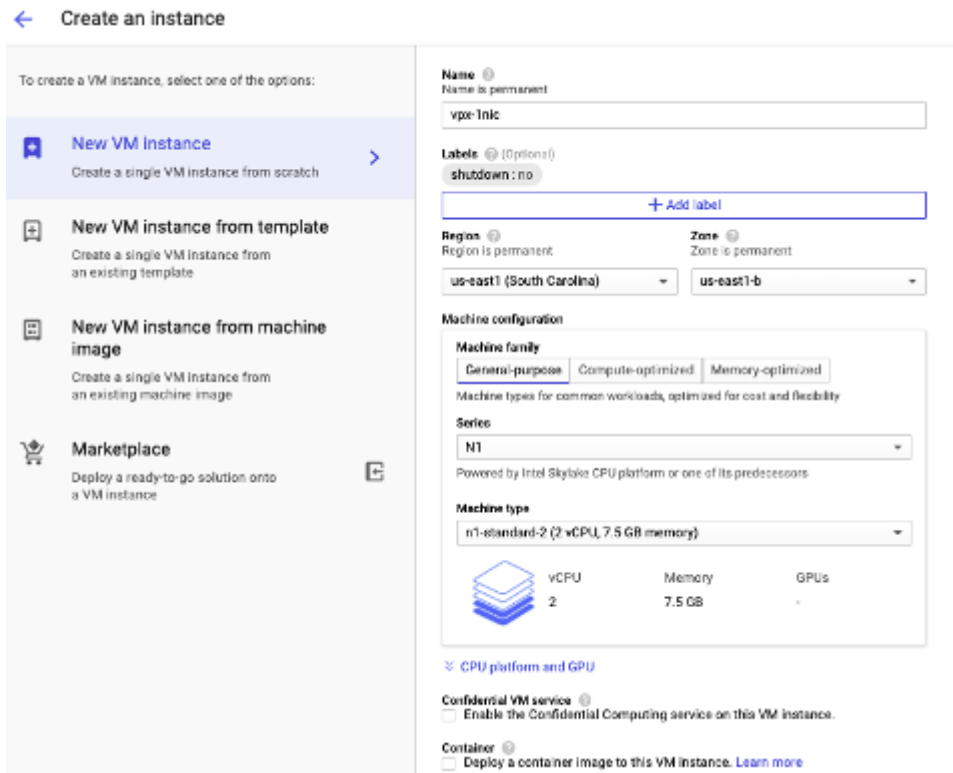 Create an instance
To create a VM instance, select one of the options:
New VM instance
Create a single VM instance from scratch
New VM instance from template
Create a single VM instance from
an existing template
New VM instance from machine
image
Create a single VM instance from
an existing machine image
Marketplace
Deploy a ready-to-go solution onto
a VM instance
Name
Name is permanent
vpx-1nic
Labels (Optional)
shutdown : no
+ Add label
Region
Region is permanent
us-east1 (South Carolina)
Zone
Zone is permanent
us-east1-b
Machine configuration
Machine family
General-purpose Compute-optimized Memory-optimized
Machine types for common workloads, optimized for cost and flexibility
Series
N1
Powered by Intel Skylake CPU platform or one of its predecessors
Machine type
n1-standard-2 (2 vCPU, 7.5 GB memory)
vCPU Memory GPUs
2 7.5 GB -
CPU platform and GPU
Confidential VM service
Enable the Confidential Computing service on this VM instance.
Container
Deploy a container image to this VM instance. Learn more